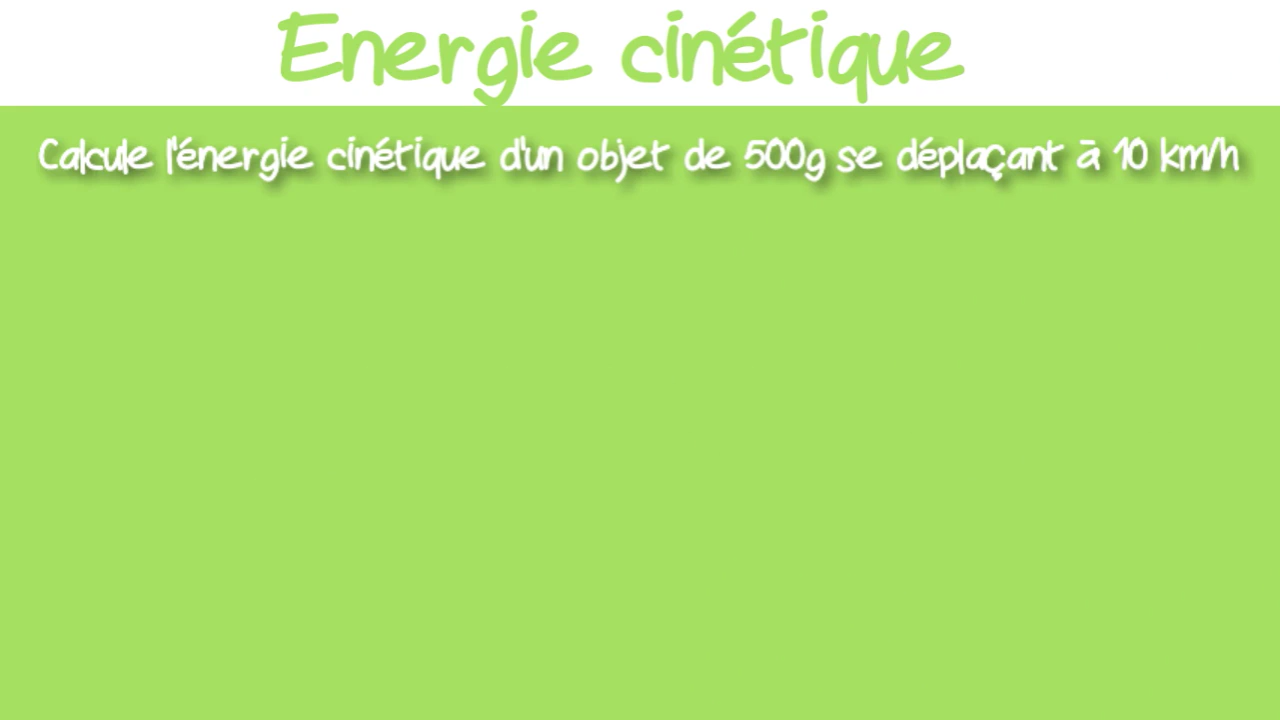 Energie cinétique
Calcule l'énergie cinétique d'un objet de 500g se déplaçant à 10 km/h